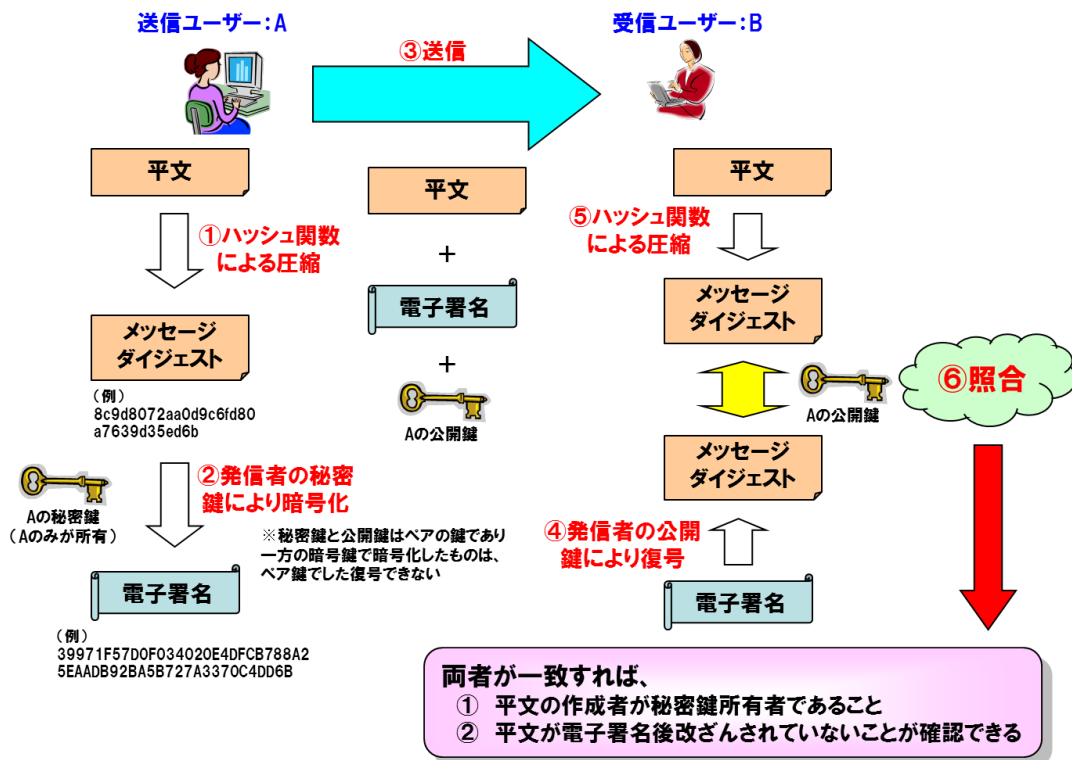 送信ユーザー:A
受信ユーザー:B
③送信
平文
①ハッシュ関数
による圧縮
メッセージ
ダイジェスト
(例)
8c9d8072aa0d9c6fd80
a7639d35ed6b
Aの秘密鍵
(Aのみが所有)
②発信者の秘密
鍵により暗号化
※秘密鍵と公開鍵はペアの鍵であり
一方の暗号鍵で暗号化したものは、
ペア鍵でした復号できない
電子署名
(例)
39971F57D0F034020E4DFCB788A2
5EAADB92BA5B727A3370C4DD6B
平文
+
電子署名
+
Aの公開鍵
平文
⑤ハッシュ関数
による圧縮
メッセージ
ダイジェスト
Aの公開鍵
メッセージ
ダイジェスト
④発信者の公開
鍵により復号
電子署名
⑥照合
両者が一致すれば、
① 平文の作成者が秘密鍵所有者であること
② 平文が電子署名後改ざんされていないことが確認できる